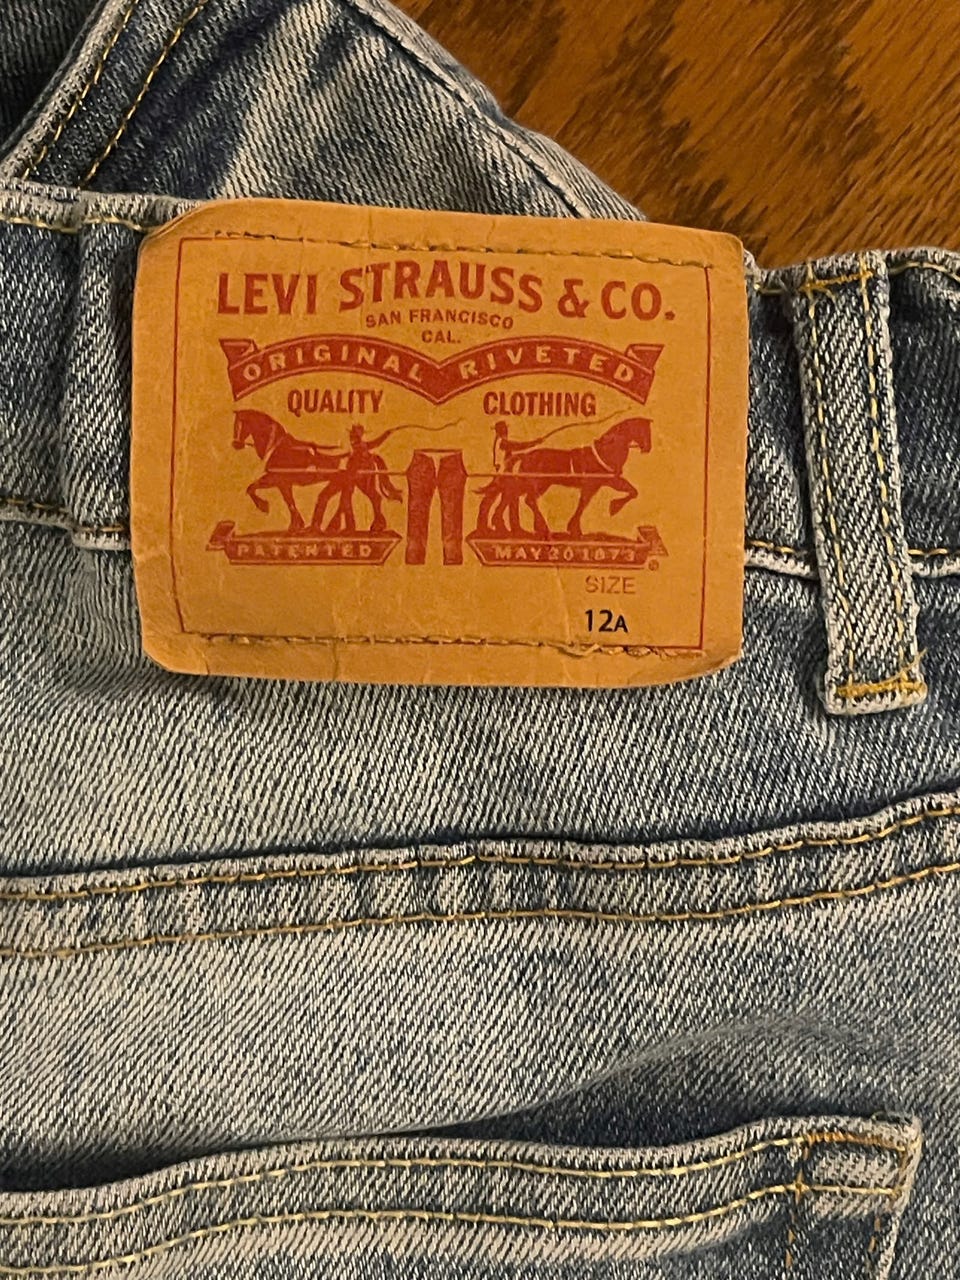 LEVI STRAUSS & CO.
SAN FRANCISCO
CAL.
ORIGINAL RIVETED
QUALITY CLOTHING
PATENTED MAY 20 1873
®
SIZE
12A